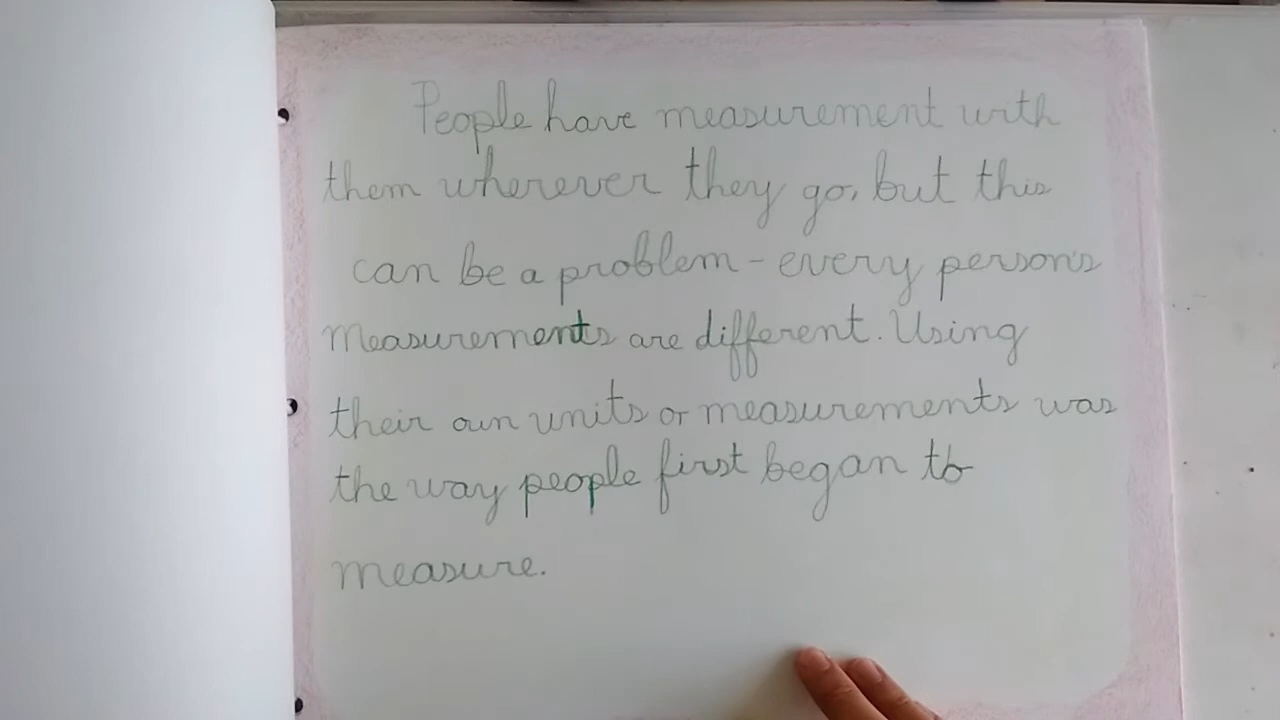 People have measurement with
them wherever they go, but this
can be a problem - every person's
measurements are different. Using
their own units or measurements was
the way people first began to
measure.